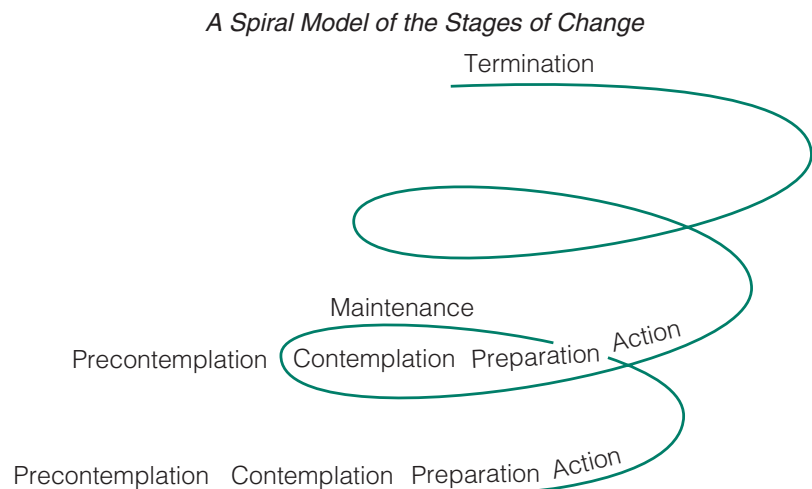 A Spiral Model of the Stages of Change
Termination
Maintenance
Precontemplation Contemplation Preparation Action
Precontemplation Contemplation Preparation Action